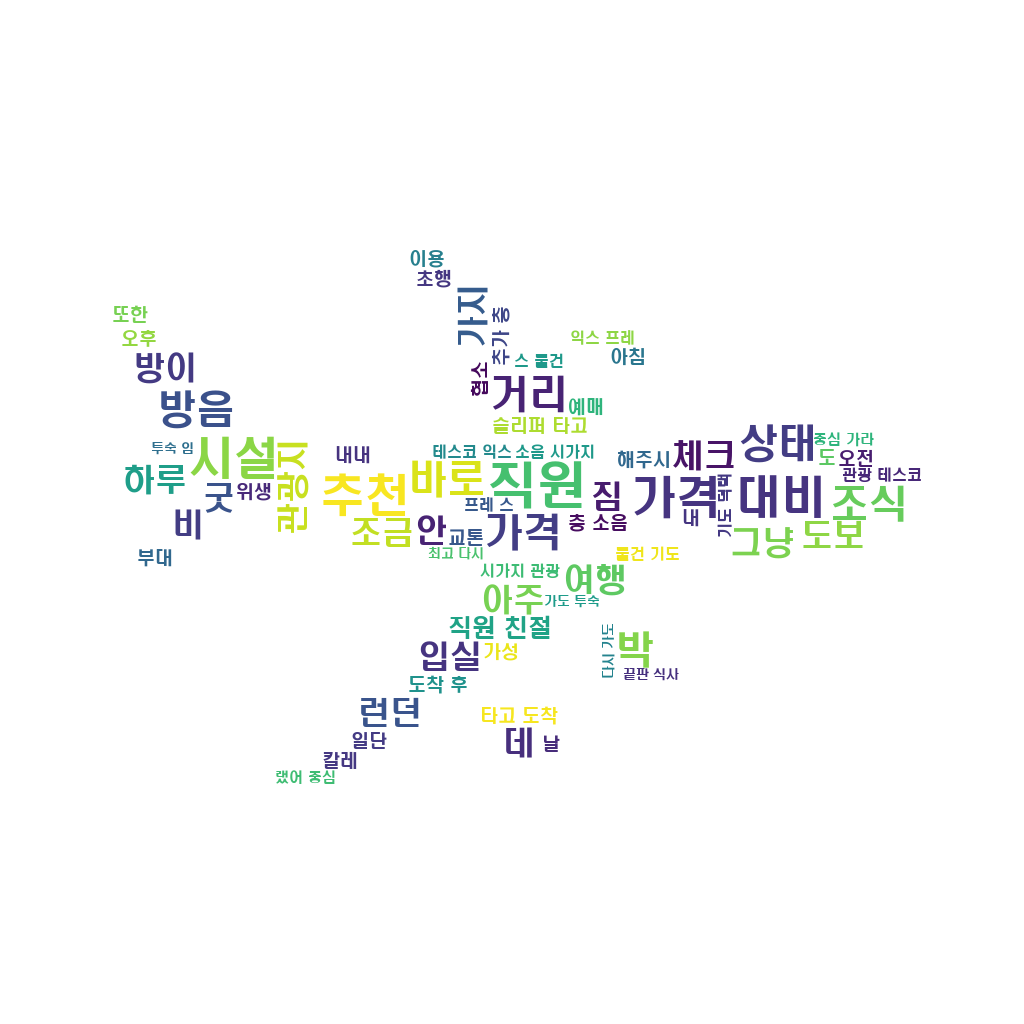 이용
초행
가지
추가 층
또한
오후
익스 프레
아침
방이
스 물건
협소
거리
예매
방음
슬리퍼 타고
투숙 임
시설
관광지
내내
테스코 익스 소음 시가지
해주시
체크
상태
중심 가라
도
오전
관광 테스코
하루
굿
위생
추천
바로
직원
짐
가격
내
대비
조식
비
조금
안
프레 스
교톤
가격
층 소음
그냥
도보
부대
최고 다시
물건 기도
시가지 관광
여행
아주
가도 투숙
직원 친절
박
다시 가도
입실
가성
끝판 식사
도착 후
런던
타고 도착
일단
데
날
칼레
랬어 중심